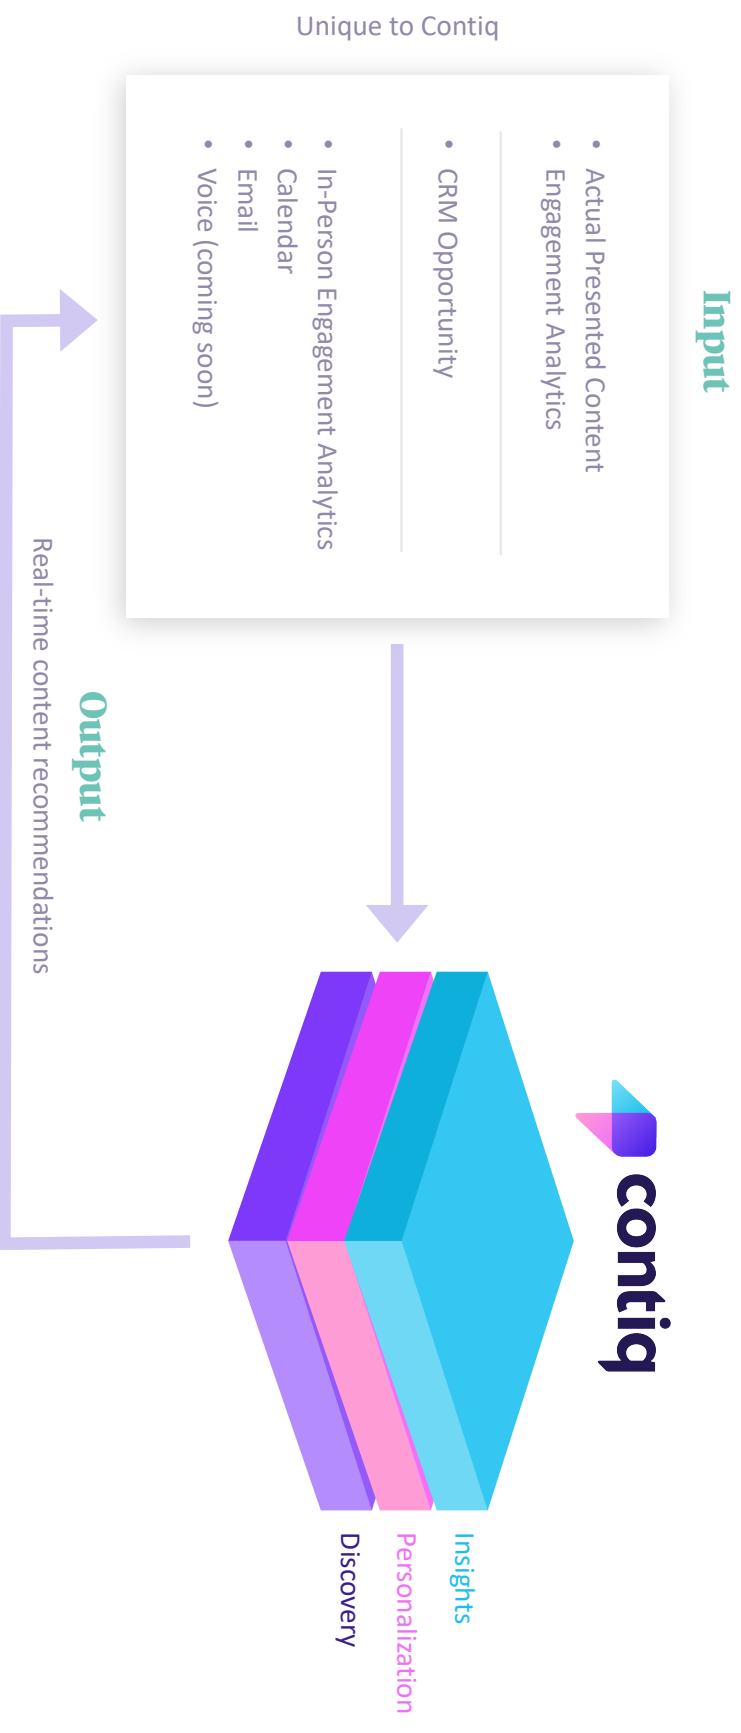 Unique to Contiq
Input
• Actual Presented Content
• Engagement Analytics
• CRM Opportunity
• In-Person Engagement Analytics
• Calendar
• Email
• Voice (coming soon)
Output
Real-time content recommendations
contiq
Insights
Personalization
Discovery